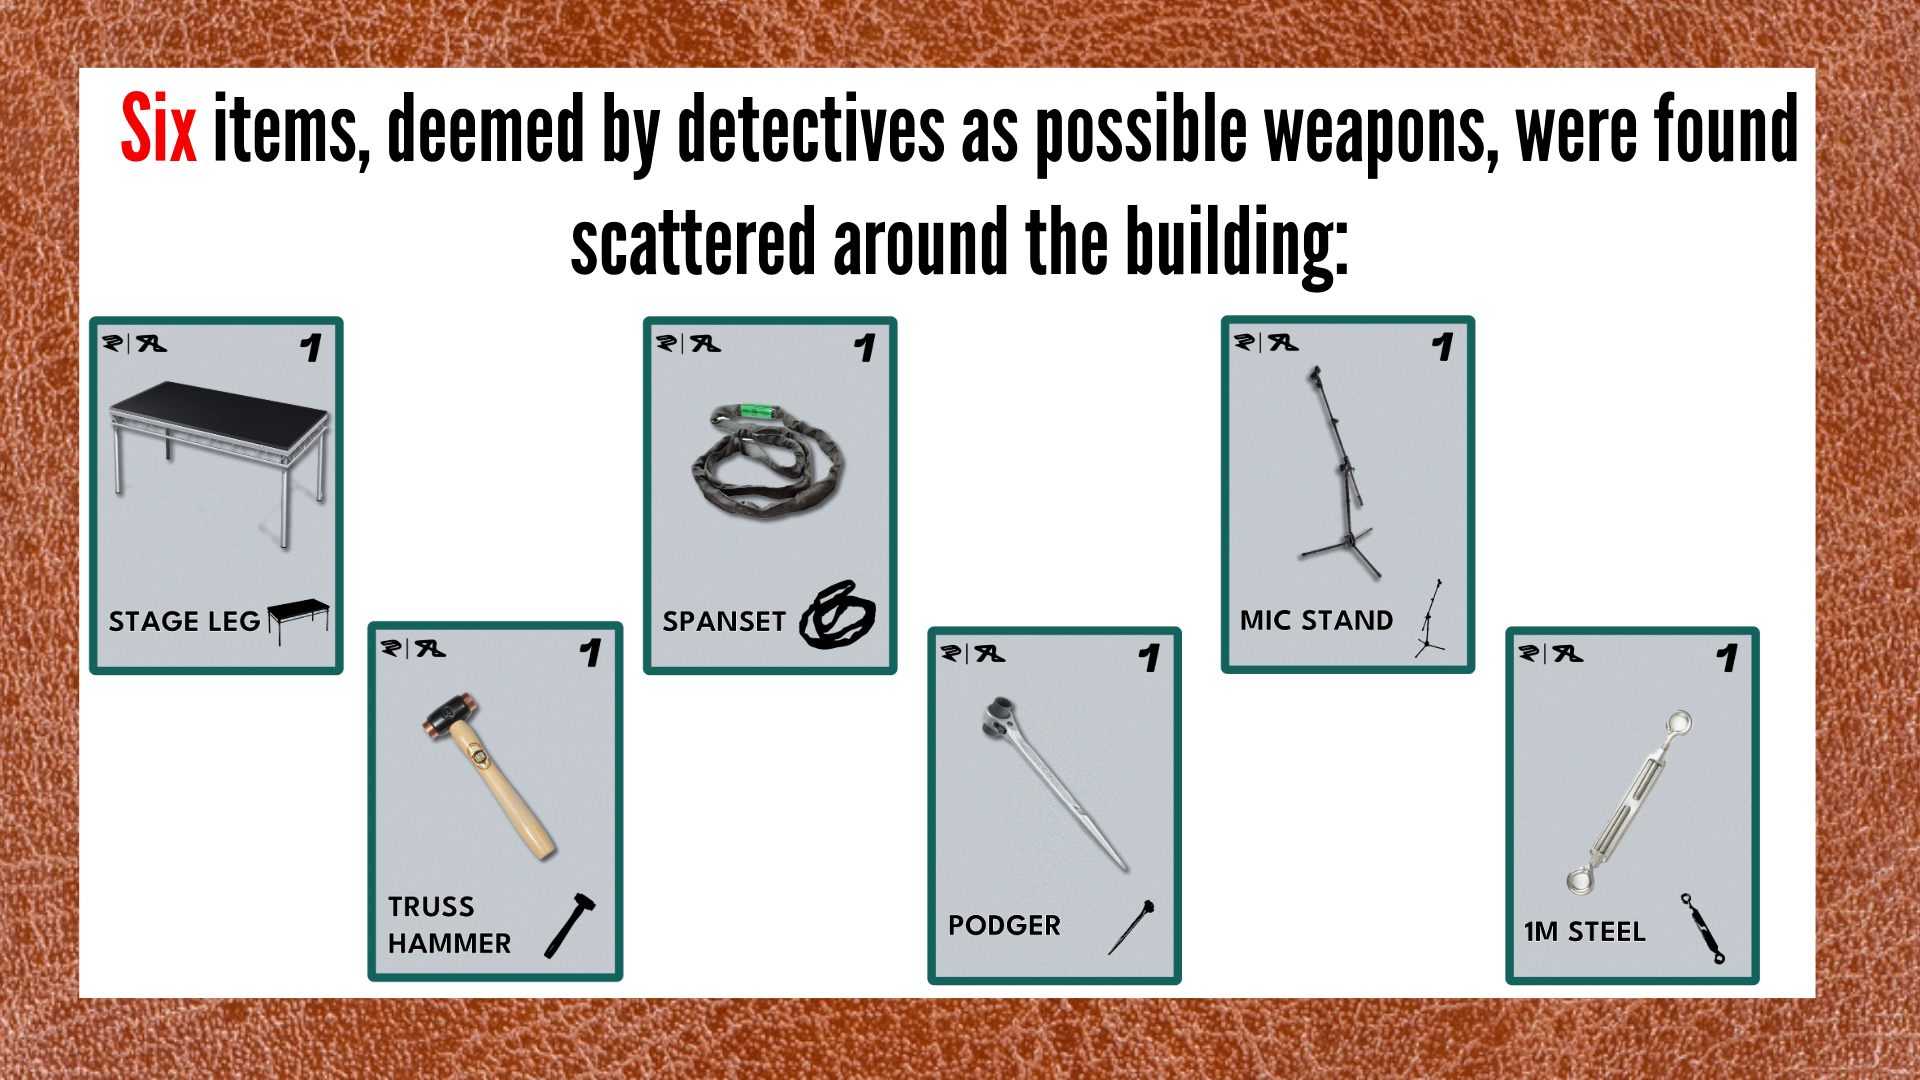 Six items, deemed by detectives as possible weapons, were found
scattered around the building:
1
STAGE LEG
1
SPANSET
1
MIC STAND
1
TRUSS
HAMMER
1
PODGER
1
1M STEEL